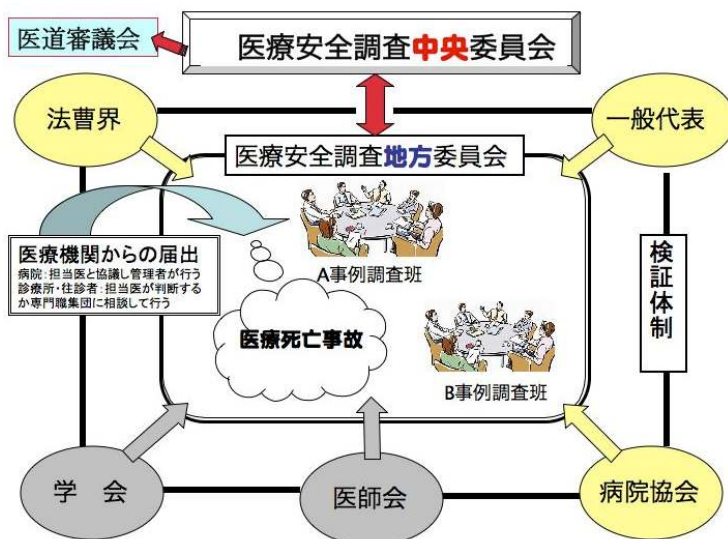 医道審議会
医療安全調査中央委員会
法曹界
一般代表
医療安全調査地方委員会
医療機関からの届出
病院：担当医と協議し管理者が行う
診療所・往診者：担当医が判断する
か専門職集団に相談して行う
A事例調査班
医療死亡事故
B事例調査班
検証体制
学　会
医師会
病院協会